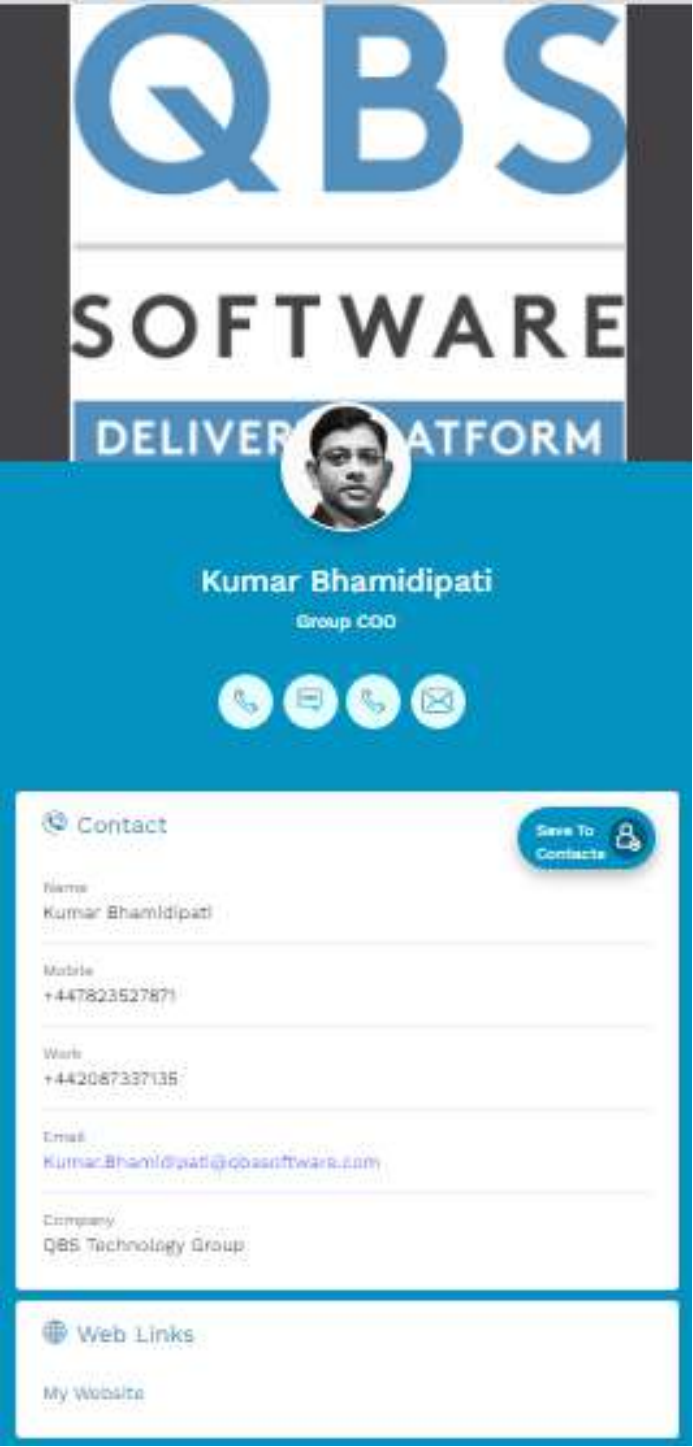 QBS
SOFTWARE
DELIVER ATFORM
Kumar Bhamidipati
Group COO
Contact
Save To
Contacts
Name
Kumar Bhamidipati
Mobile
+447823527871
Work
+442087337135
Email
Kumar.Bhamidipati@qbssoftware.com
Company
QBS Technology Group
Web Links
My Website